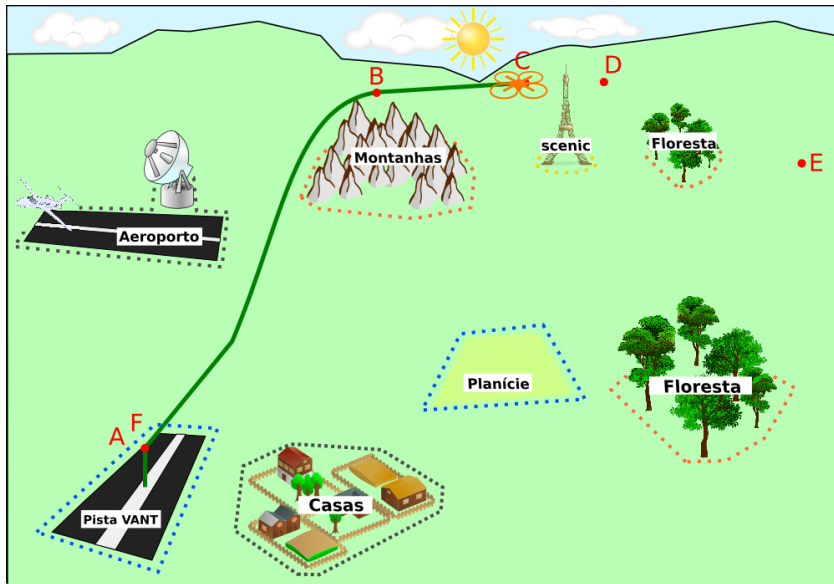 C
D
B
scenic
Floresta
Montanhas
E
Aeroporto
Planície
Floresta
A
F
Casas
Pista VANT